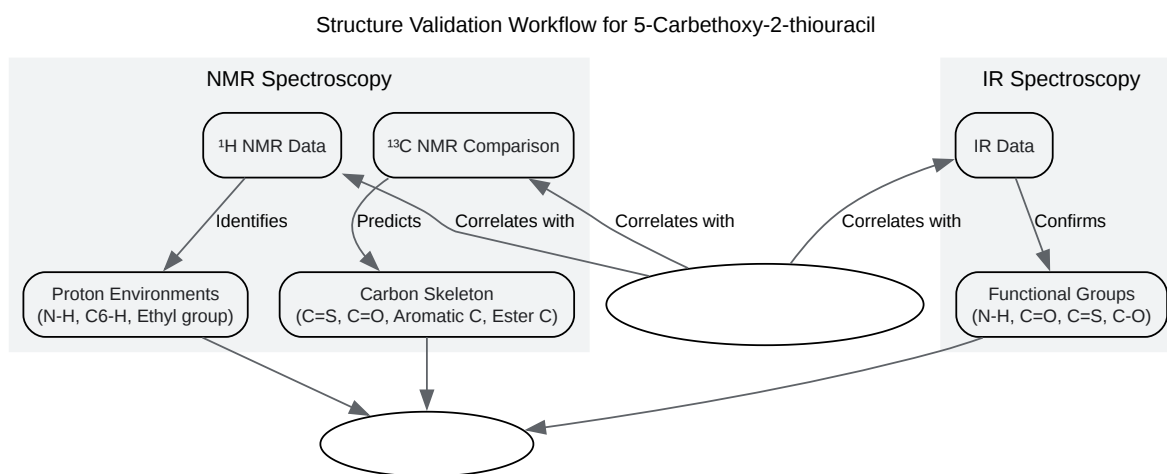 Structure Validation Workflow for 5-Carbethoxy-2-thiouracil
NMR Spectroscopy
IR Spectroscopy
¹H NMR Data
¹³C NMR Comparison
IR Data
Identifies
Predicts
Correlates with
Correlates with
Correlates with
Confirms
Proton Environments
(N-H, C6-H, Ethyl group)
Carbon Skeleton
(C=S, C=O, Aromatic C, Ester C)
Functional Groups
(N-H, C=O, C=S, C-O)